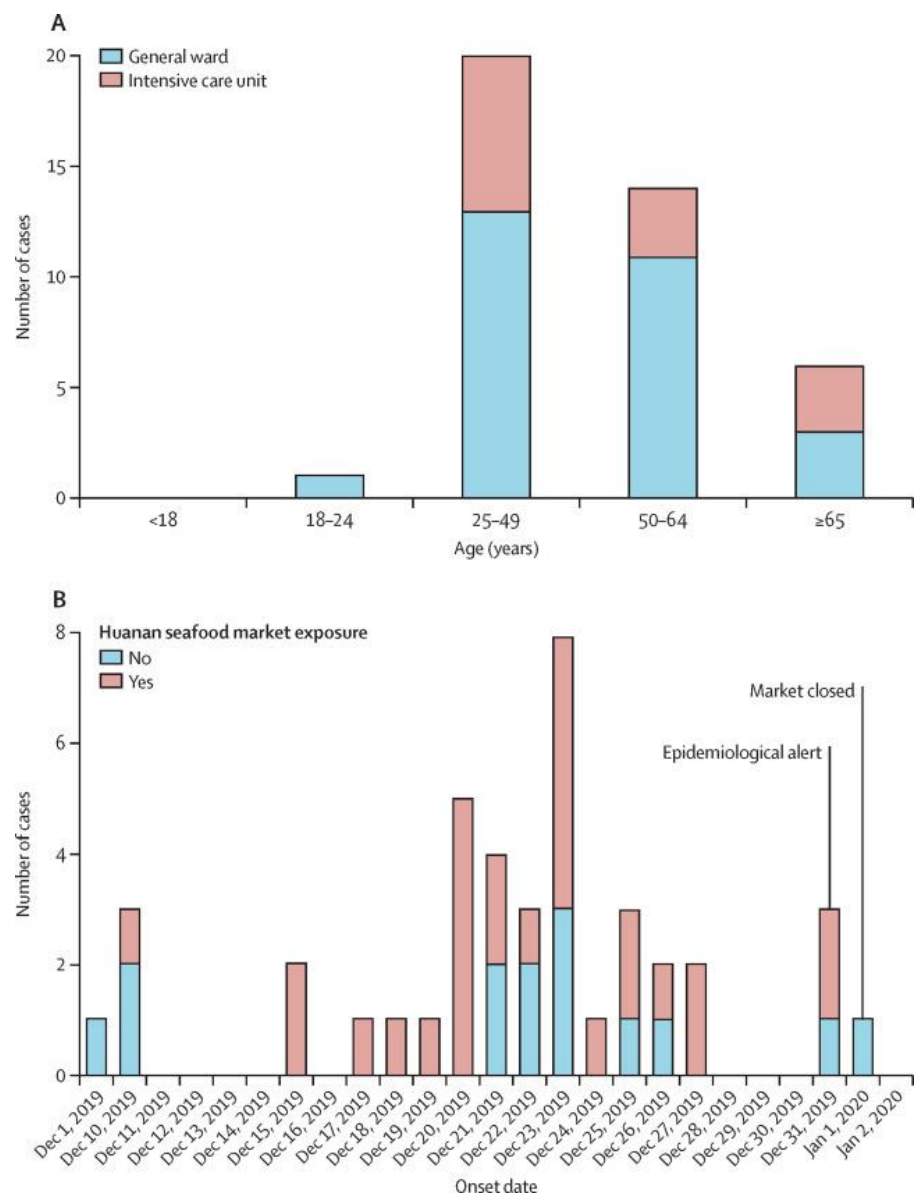 A
General ward
Intensive care unit
20
15
10
5
0
Number of cases
<18 18–24 25–49 50–64 ≥65
Age (years)
B
Huanan seafood market exposure
No
Yes
Market closed
Epidemiological alert
8
6
4
2
0
Number of cases
Dec 1, 2019
Dec 10, 2019
Dec 11, 2019
Dec 12, 2019
Dec 13, 2019
Dec 14, 2019
Dec 15, 2019
Dec 16, 2019
Dec 17, 2019
Dec 18, 2019
Dec 19, 2019
Dec 20, 2019
Dec 21, 2019
Dec 22, 2019
Dec 23, 2019
Dec 24, 2019
Dec 25, 2019
Dec 26, 2019
Dec 27, 2019
Dec 28, 2019
Dec 29, 2019
Dec 30, 2019
Dec 31, 2019
Jan 1, 2020
Jan 2, 2020
Onset date